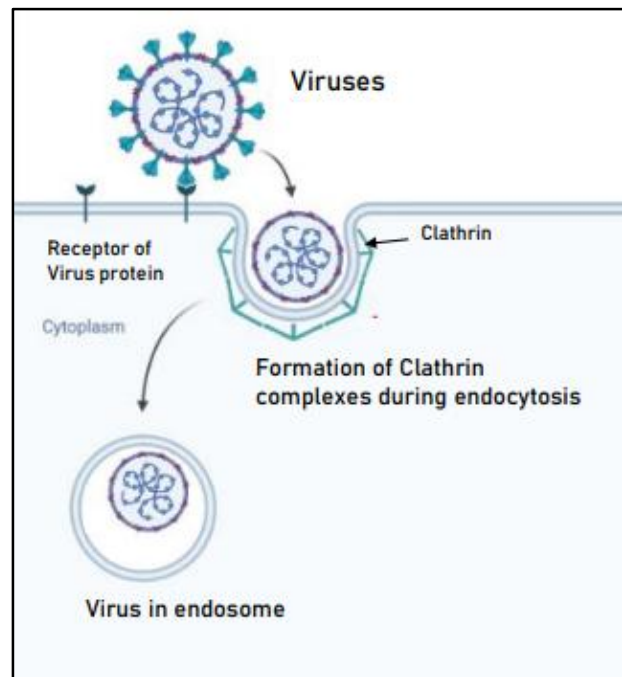 Viruses
Clathrin
Receptor of
Virus protein
Cytoplasm
Formation of Clathrin
complexes during endocytosis
Virus in endosome